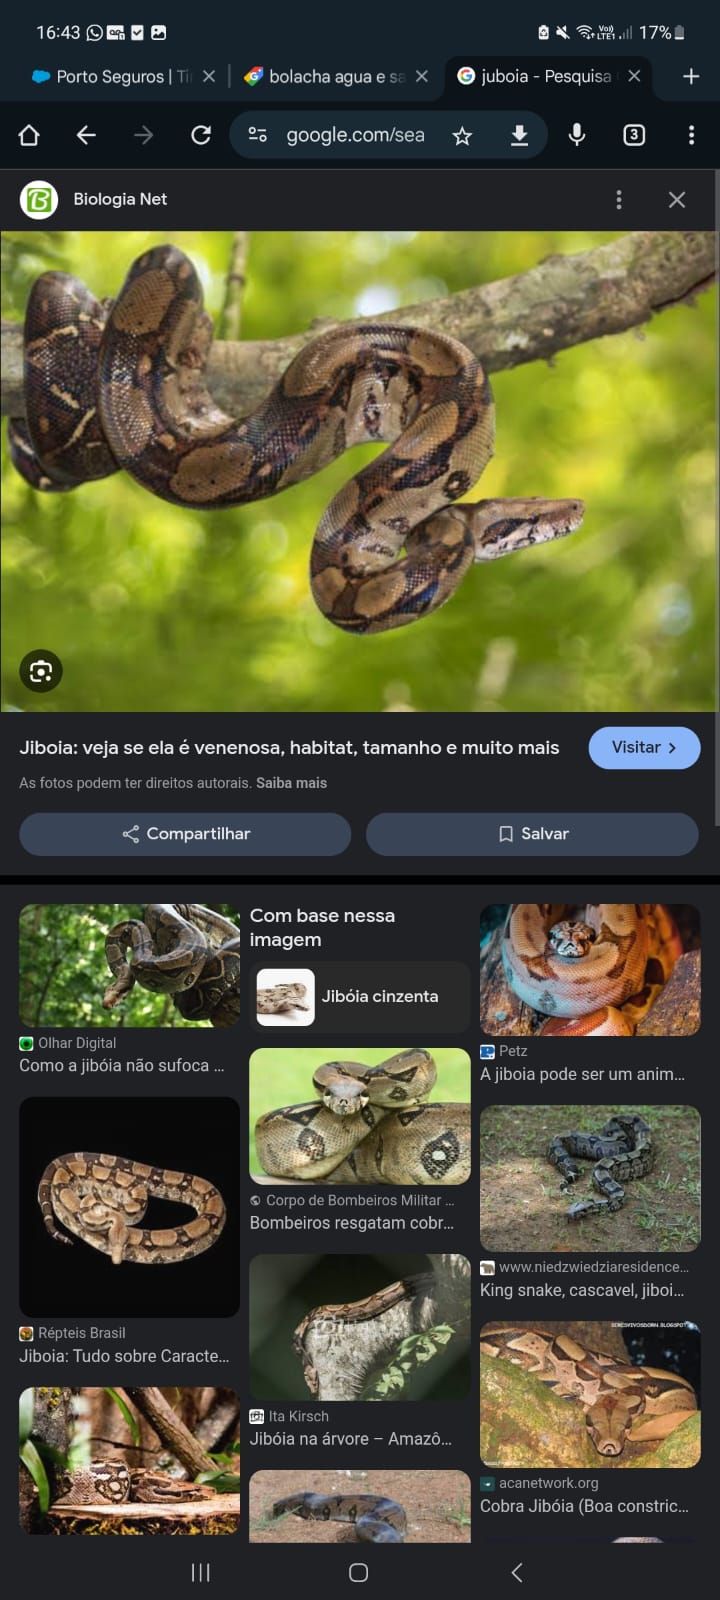 16:43
Vo)) LTE1 17%
Porto Seguros | Ti
bolacha agua e sa
juboia - Pesquisa
google.com/sea
3
Biologia Net
Jiboia: veja se ela é venenosa, habitat, tamanho e muito mais
Visitar
As fotos podem ter direitos autorais. Saiba mais
Compartilhar
Salvar
Olhar Digital
Como a jibóia não sufoca ...
Répteis Brasil
Jiboia: Tudo sobre Caracte...
Com base nessa
imagem
Jibóia cinzenta
Corpo de Bombeiros Militar ...
Bombeiros resgatam cobr...
Ita Kirsch
Jibóia na árvore – Amazô...
Petz
A jiboia pode ser um anim...
www.niedzwiedziaresidence...
King snake, cascavel, jiboi...
acanetwork.org
Cobra Jibóia (Boa constric...